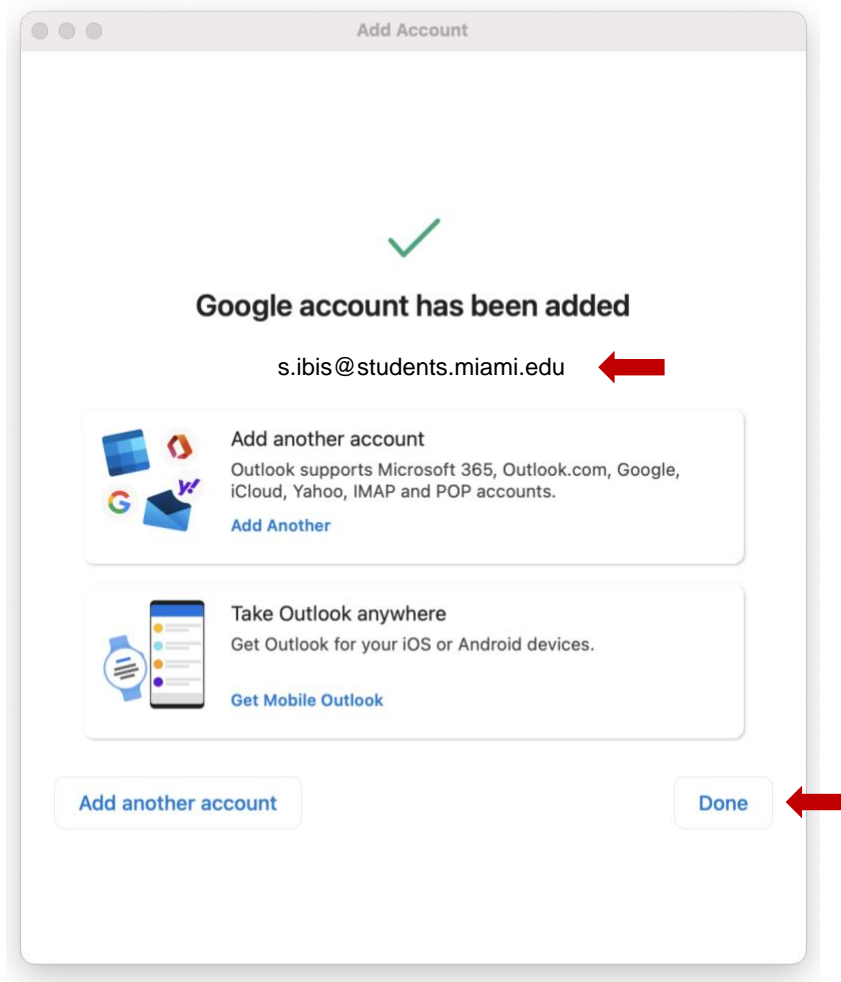 Add Account
Google account has been added
s.ibis@students.miami.edu
Add another account
Outlook supports Microsoft 365, Outlook.com, Google,
iCloud, Yahoo, IMAP and POP accounts.
Add Another
Take Outlook anywhere
Get Outlook for your iOS or Android devices.
Get Mobile Outlook
Add another account
Done